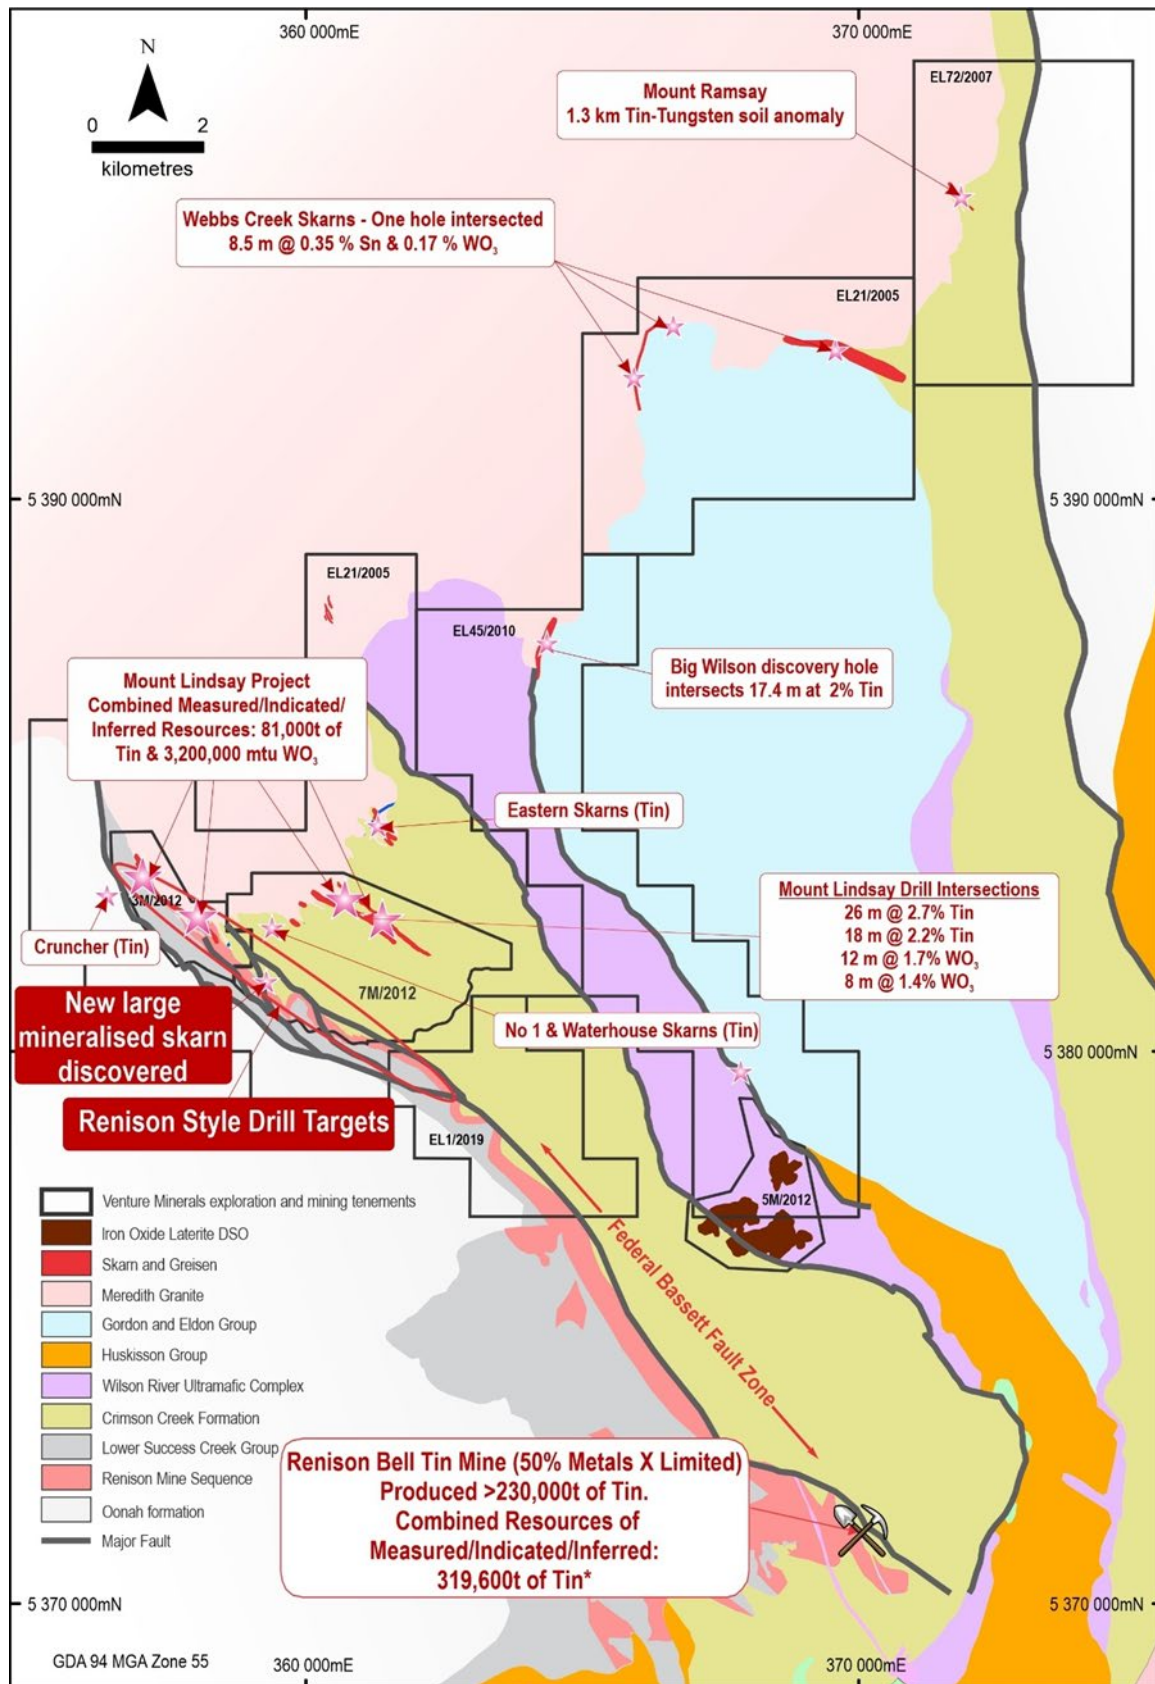 360 000mE
370 000mE
N
0 2
kilometres
EL72/2007
Mount Ramsay
1.3 km Tin-Tungsten soil anomaly
Webbs Creek Skarns - One hole intersected
8.5 m @ 0.35 % Sn & 0.17 % WO₃
EL21/2005
5 390 000mN
5 390 000mN
EL21/2005
EL45/2010
Big Wilson discovery hole
intersects 17.4 m at 2% Tin
Mount Lindsay Project
Combined Measured/Indicated/
Inferred Resources: 81,000t of
Tin & 3,200,000 mtu WO₃
Eastern Skarns (Tin)
Mount Lindsay Drill Intersections
26 m @ 2.7% Tin
18 m @ 2.2% Tin
12 m @ 1.7% WO₃
8 m @ 1.4% WO₃
3M/2012
Cruncher (Tin)
7M/2012
New large
mineralised skarn
discovered
No 1 & Waterhouse Skarns (Tin)
5 380 000mN
Renison Style Drill Targets
EL1/2019
5M/2012
Federal Bassett Fault Zone
Venture Minerals exploration and mining tenements
Iron Oxide Laterite DSO
Skarn and Greisen
Meredith Granite
Gordon and Eldon Group
Huskisson Group
Wilson River Ultramafic Complex
Crimson Creek Formation
Lower Success Creek Group
Renison Mine Sequence
Oonah formation
Major Fault
Renison Bell Tin Mine (50% Metals X Limited)
Produced >230,000t of Tin.
Combined Resources of
Measured/Indicated/Inferred:
319,600t of Tin*
5 370 000mN
5 370 000mN
GDA 94 MGA Zone 55
360 000mE
370 000mE